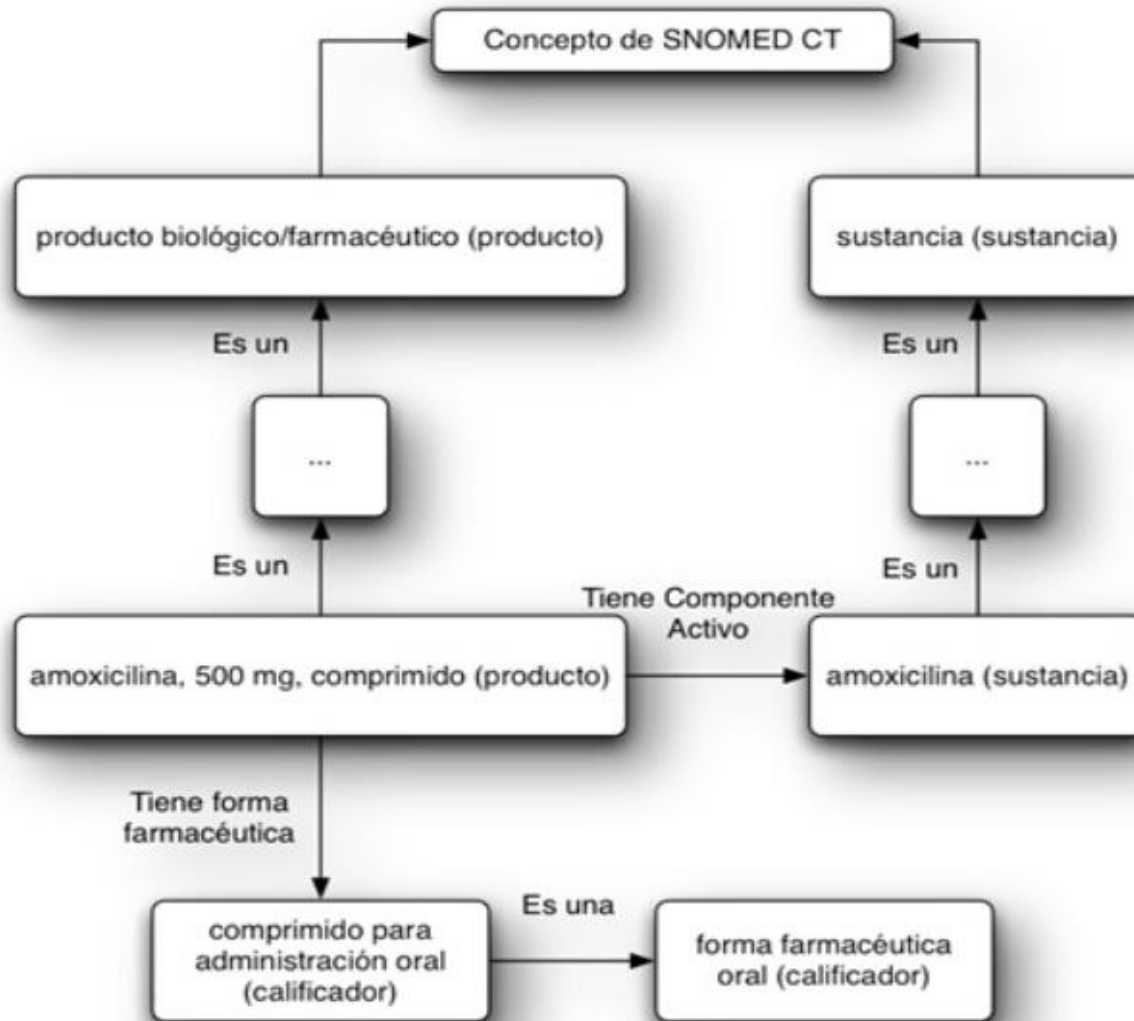 Concepto de SNOMED CT
producto biológico/farmacéutico (producto)
sustancia (sustancia)
Es un
Es un
...
...
Es un
Es un
Tiene Componente
Activo
amoxicilina, 500 mg, comprimido (producto)
amoxicilina (sustancia)
Tiene forma
farmacéutica
Es una
comprimido para
administración oral
(calificador)
forma farmacéutica
oral (calificador)